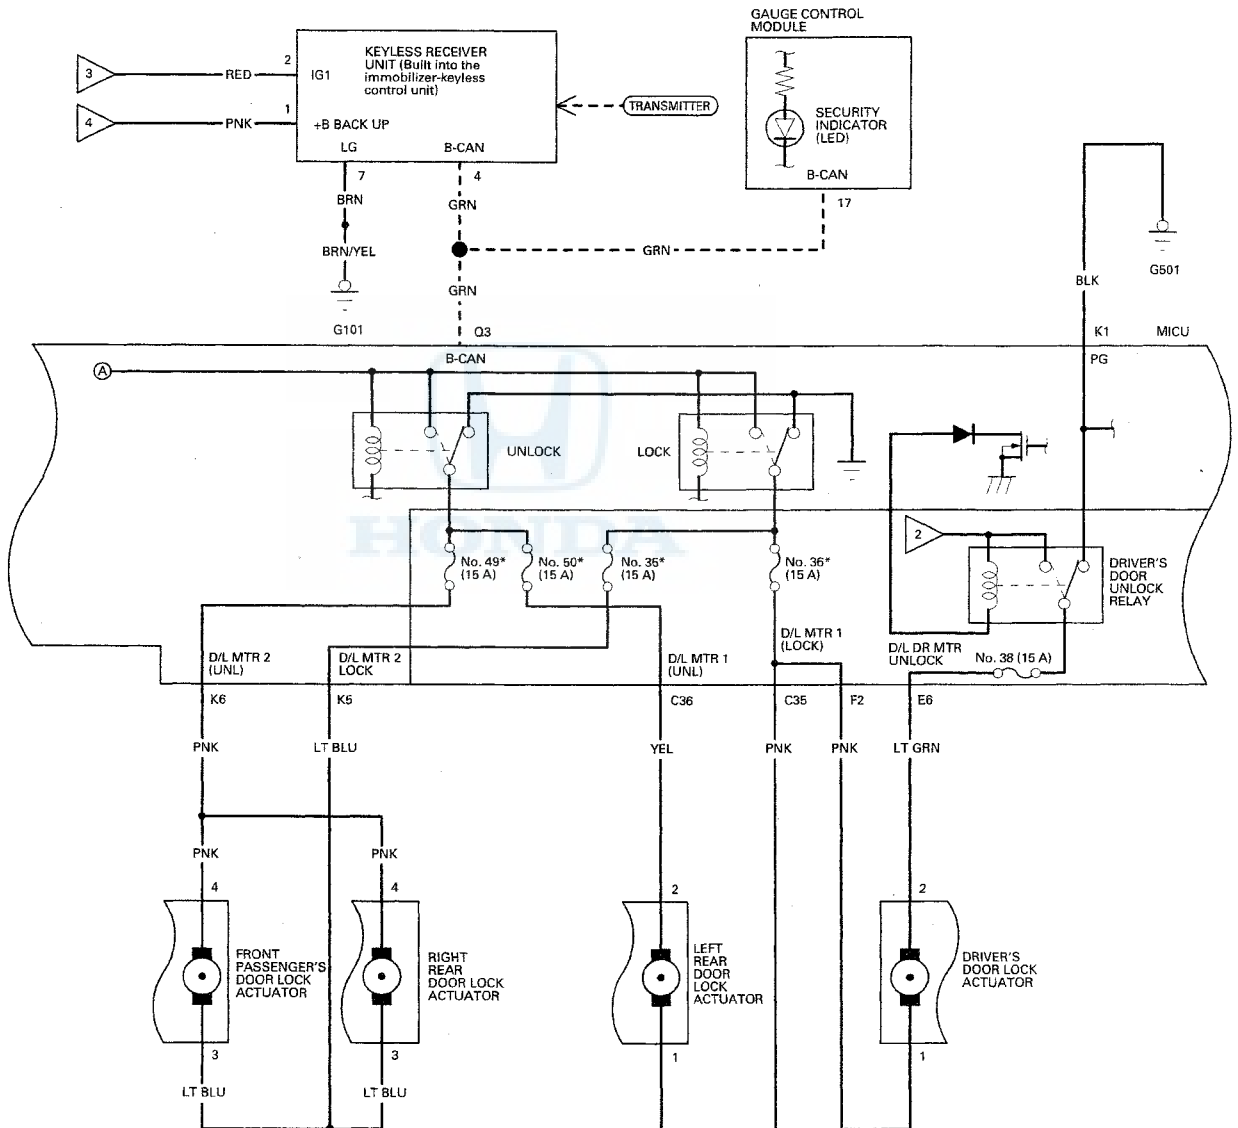 GAUGE CONTROL
MODULE
3
RED
2
IG1
KEYLESS RECEIVER
UNIT (Built into the
immobilizer-keyless
control unit)
TRANSMITTER
SECURITY
INDICATOR
(LED)
4
PNK
1
+B BACK UP
LG
B-CAN
B-CAN
7
4
17
BRN
GRN
BRN/YEL
GRN
G501
BLK
GRN
G101
Q3
K1
MICU
B-CAN
PG
A
UNLOCK
LOCK
HONDA
2
No. 49*
(15 A)
No. 50*
(15 A)
No. 35*
(15 A)
No. 36*
(15 A)
DRIVER'S
DOOR
UNLOCK
RELAY
D/L MTR 2
(UNL)
D/L MTR 2
LOCK
D/L MTR 1
(UNL)
D/L MTR 1
(LOCK)
D/L DR MTR
UNLOCK
No. 38 (15 A)
K6
K5
C36
C35
F2
E6
PNK
LT BLU
YEL
PNK
PNK
LT GRN
PNK
PNK
4
4
2
2
FRONT
PASSENGER'S
DOOR LOCK
ACTUATOR
RIGHT
REAR
DOOR LOCK
ACTUATOR
LEFT
REAR
DOOR
LOCK
ACTUATOR
DRIVER'S
DOOR LOCK
ACTUATOR
3
3
1
1
LT BLU
LT BLU